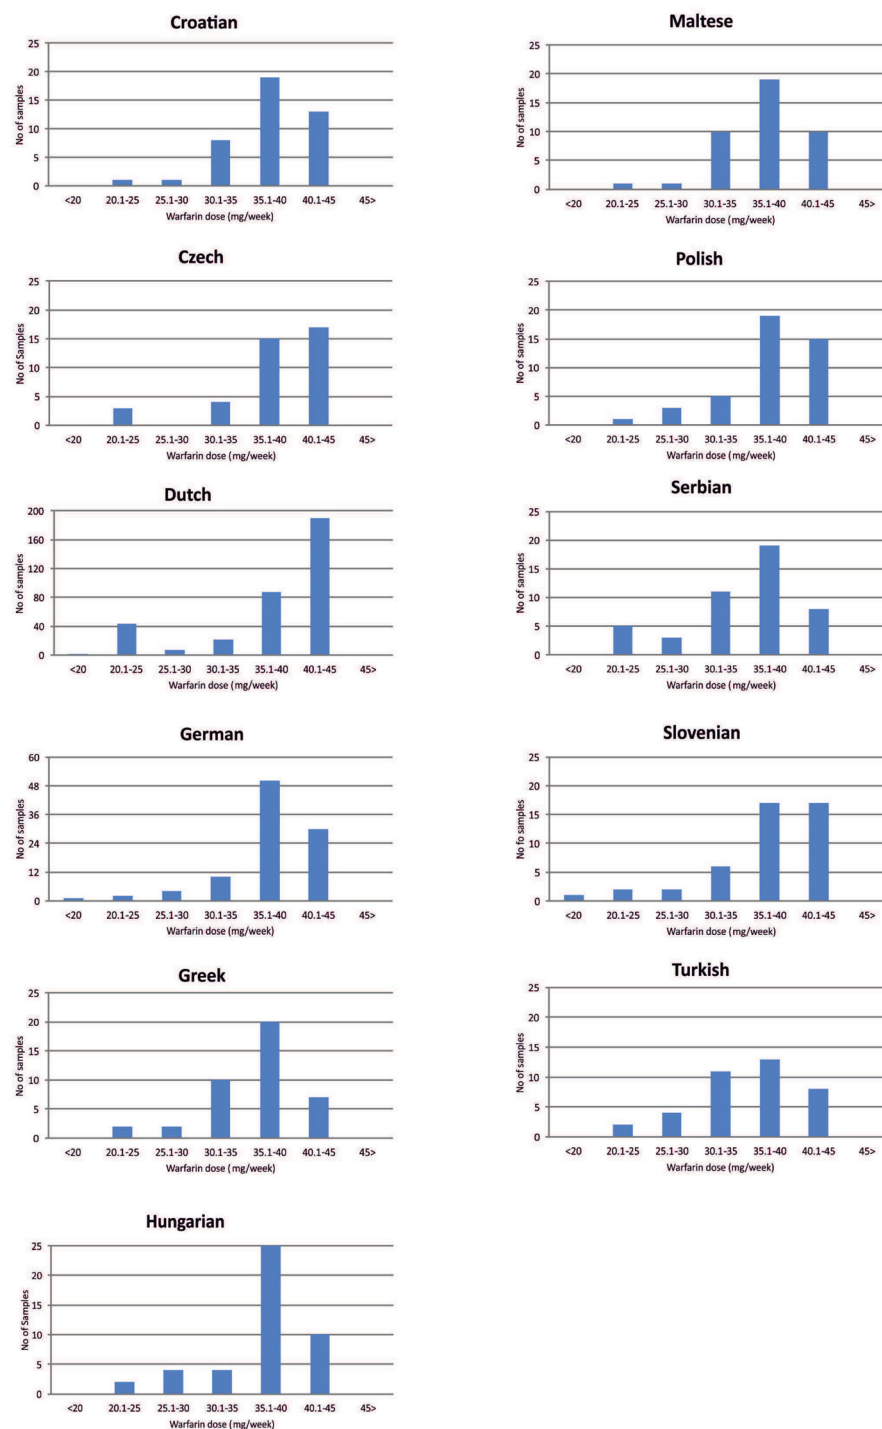 Croatian
No of samples
25
20
15
10
5
0
<20 20.1-25 25.1-30 30.1-35 35.1-40 40.1-45 45>
Warfarin dose (mg/week)
Maltese
No of samples
25
20
15
10
5
0
<20 20.1-25 25.1-30 30.1-35 35.1-40 40.1-45 45>
Warfarin dose (mg/week)
Czech
No of Samples
25
20
15
10
5
0
<20 20.1-25 25.1-30 30.1-35 35.1-40 40.1-45 45>
Warfarin dose (mg/week)
Polish
No of samples
25
20
15
10
5
0
<20 20.1-25 25.1-30 30.1-35 35.1-40 40.1-45 45>
Warfarin dose (mg/week)
Dutch
No of samples
200
160
120
80
40
0
<20 20.1-25 25.1-30 30.1-35 35.1-40 40.1-45 45>
Warfarin dose (mg/week)
Serbian
No of samples
25
20
15
10
5
0
<20 20.1-25 25.1-30 30.1-35 35.1-40 40.1-45 45>
Warfarin dose (mg/week)
German
No of samples
60
48
36
24
12
0
<20 20.1-25 25.1-30 30.1-35 35.1-40 40.1-45 45>
Warfarin dose (mg/week)
Slovenian
No fo samples
25
20
15
10
5
0
<20 20.1-25 25.1-30 30.1-35 35.1-40 40.1-45 45>
Warfarin dose (mg/week)
Greek
No of samples
25
20
15
10
5
0
<20 20.1-25 25.1-30 30.1-35 35.1-40 40.1-45 45>
Warfarin dose (mg/week)
Turkish
No of samples
25
20
15
10
5
0
<20 20.1-25 25.1-30 30.1-35 35.1-40 40.1-45 45>
Warfarin dose (mg/week)
Hungarian
No of Samples
25
20
15
10
5
0
<20 20.1-25 25.1-30 30.1-35 35.1-40 40.1-45 45>
Warfarin dose (mg/week)